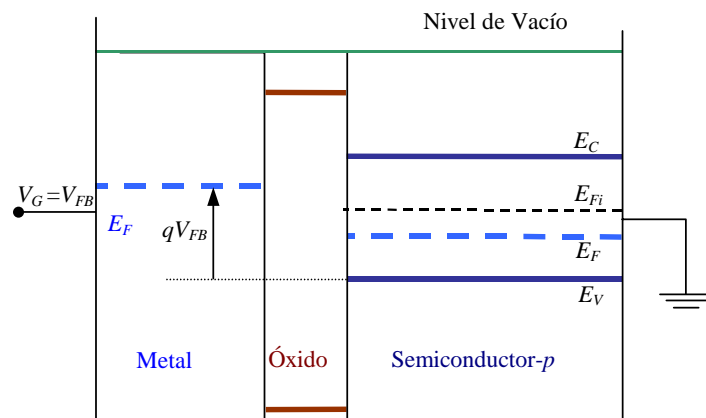 Nivel de Vacío
E_C
V_G=V_FB
E_Fi
E_F
qV_FB
E_F
E_V
Metal
Óxido
Semiconductor-p